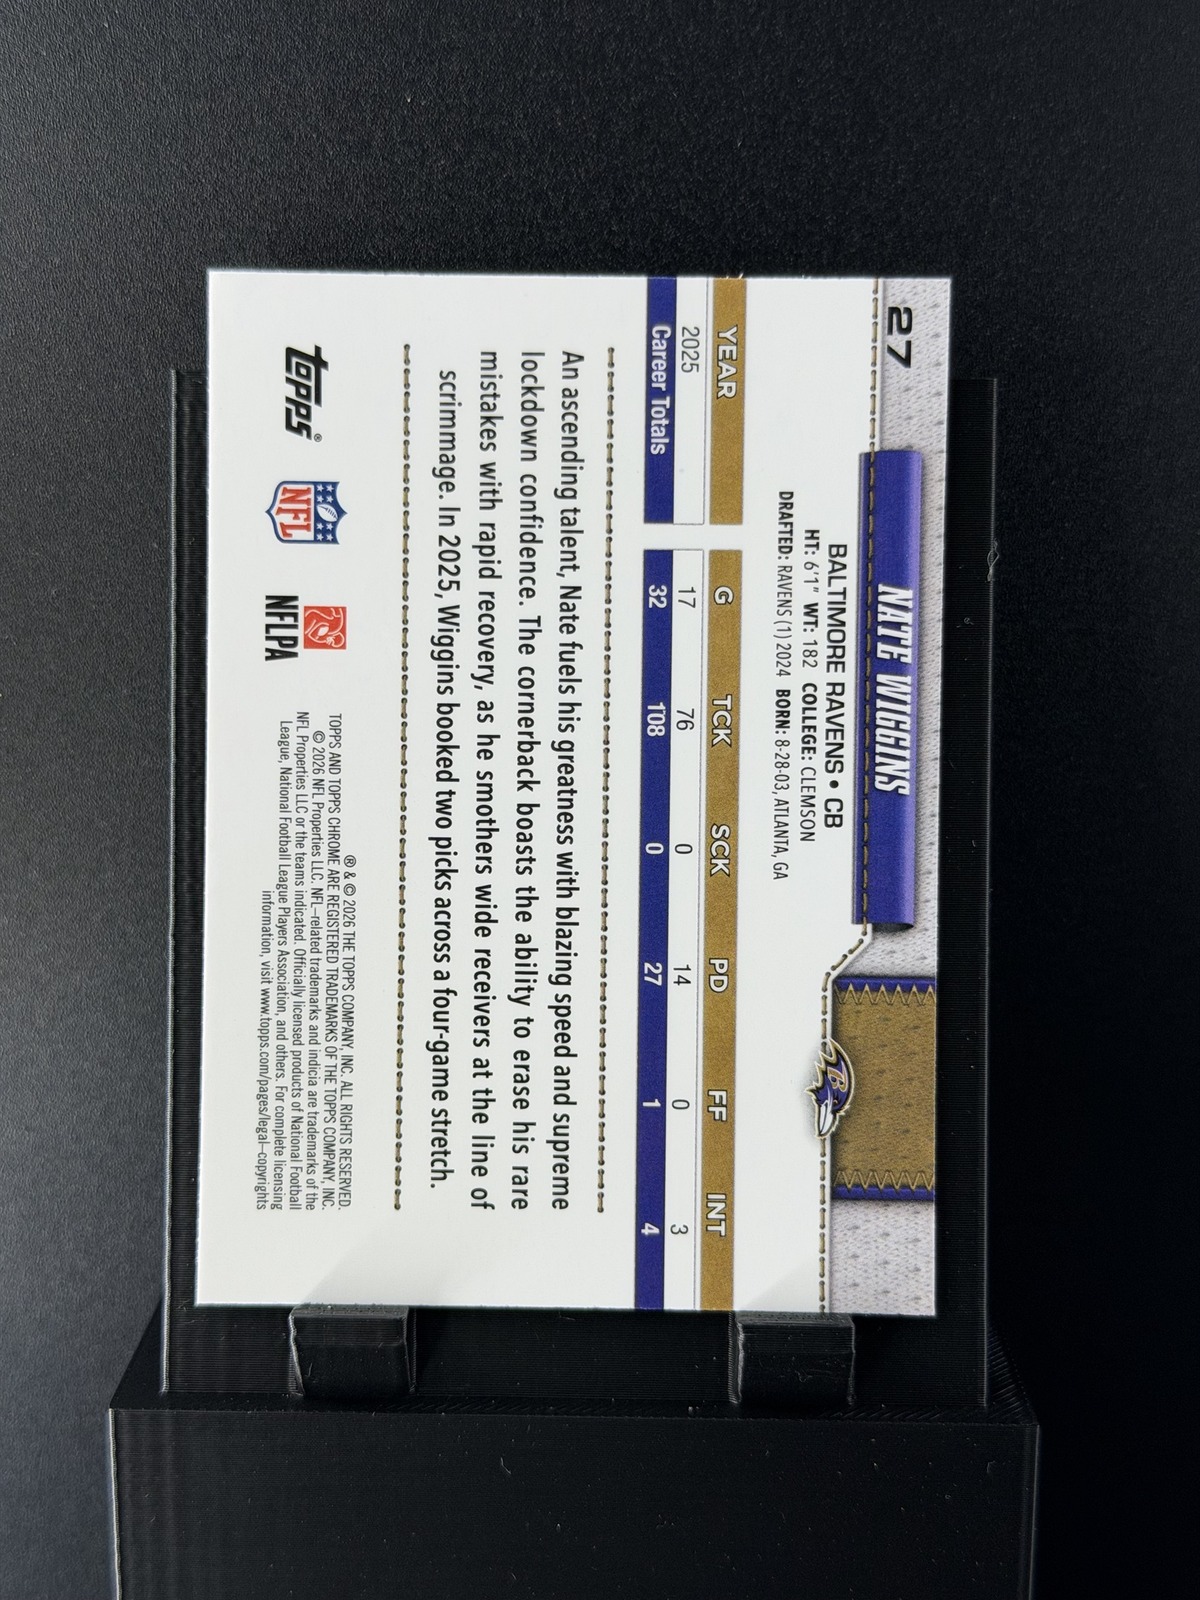 27
NATE WIGGINS
BALTIMORE RAVENS • CB
HT: 6'1" WT: 182 COLLEGE: CLEMSON
DRAFTED: RAVENS (1) 2024 BORN: 8-28-03, ATLANTA, GA
YEAR G TCK SCK PD FF INT
2025 17 76 0 14 0 3
Career Totals 32 108 0 27 1 4
An ascending talent, Nate fuels his greatness with blazing speed and supreme
lockdown confidence. The cornerback boasts the ability to erase his rare
mistakes with rapid recovery, as he smothers wide receivers at the line of
scrimmage. In 2025, Wiggins booked two picks across a four-game stretch.
topps®
NFL
NFLPA
® & © 2026 THE TOPPS COMPANY, INC. ALL RIGHTS RESERVED.
TOPPS AND TOPPS CHROME ARE REGISTERED TRADEMARKS OF THE TOPPS COMPANY, INC.
© 2026 NFL Properties LLC. NFL-related trademarks and indicia are trademarks of the
NFL Properties LLC or the teams indicated. Officially licensed products of National Football
League, National Football League Players Association, and others. For complete licensing
information, visit www.topps.com/pages/legal-copyrights